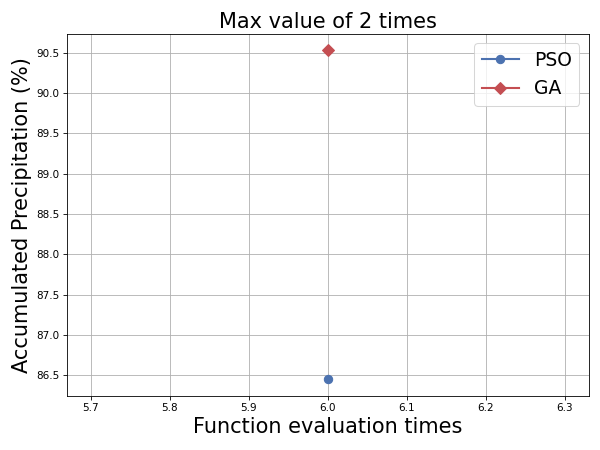 Max value of 2 times
Accumulated Precipitation (%)
90.5
90.0
89.5
89.0
88.5
88.0
87.5
87.0
86.5
PSO
GA
5.7 5.8 5.9 6.0 6.1 6.2 6.3
Function evaluation times